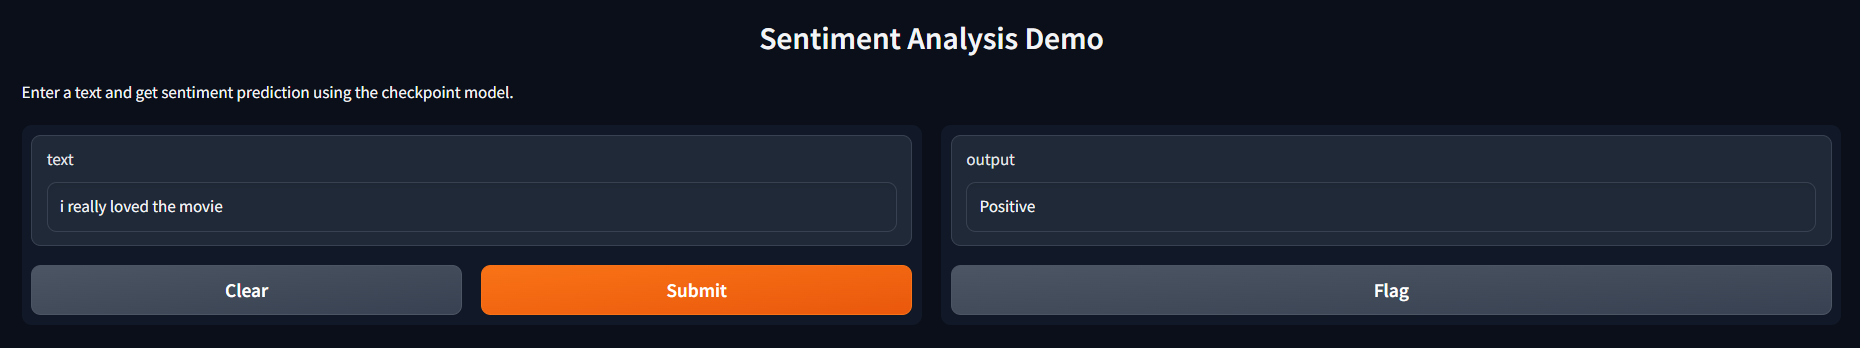 Sentiment Analysis Demo
Enter a text and get sentiment prediction using the checkpoint model.
text
i really loved the movie
Clear
Submit
output
Positive
Flag